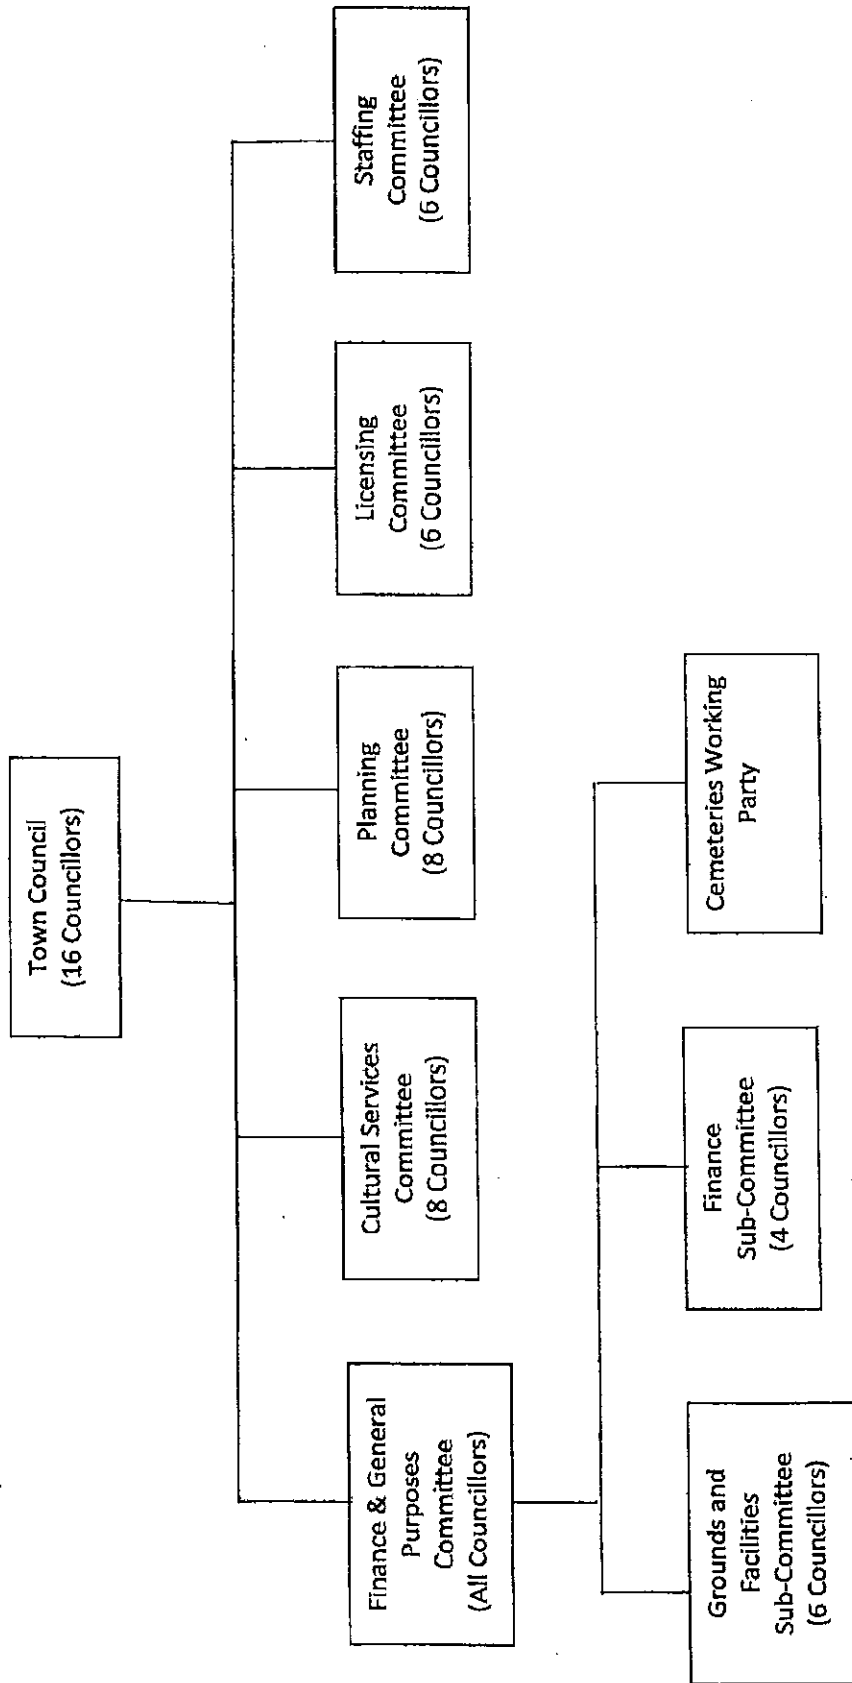 Town Council
(16 Councillors)
Finance & General
Purposes
Committee
(All Councillors)
Cultural Services
Committee
(8 Councillors)
Planning
Committee
(8 Councillors)
Licensing
Committee
(6 Councillors)
Staffing
Committee
(6 Councillors)
Grounds and
Facilities
Sub-Committee
(6 Councillors)
Finance
Sub-Committee
(4 Councillors)
Cemeteries Working
Party